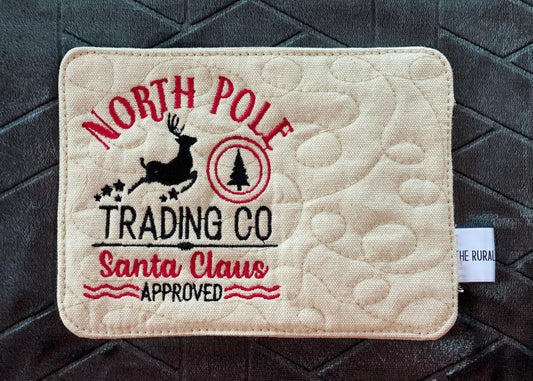 NORTH POLE
TRADING CO
Santa Claus
APPROVED
THE RURAL